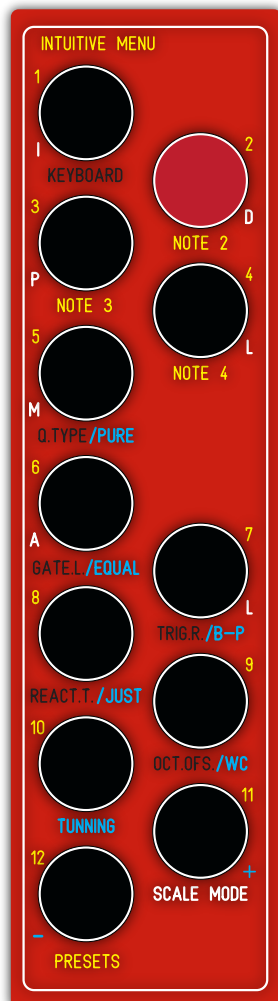 INTUITIVE MENU
1
I
KEYBOARD
2
D
NOTE 2
3
P
NOTE 3
4
L
NOTE 4
5
M
Q.TYPE/PURE
6
A
GATE.L./EQUAL
7
L
TRIG.R./B-P
8
REACT.T./JUST
9
OCT.OFS./WC
10
TUNNING
11
+
SCALE MODE
12
-
PRESETS